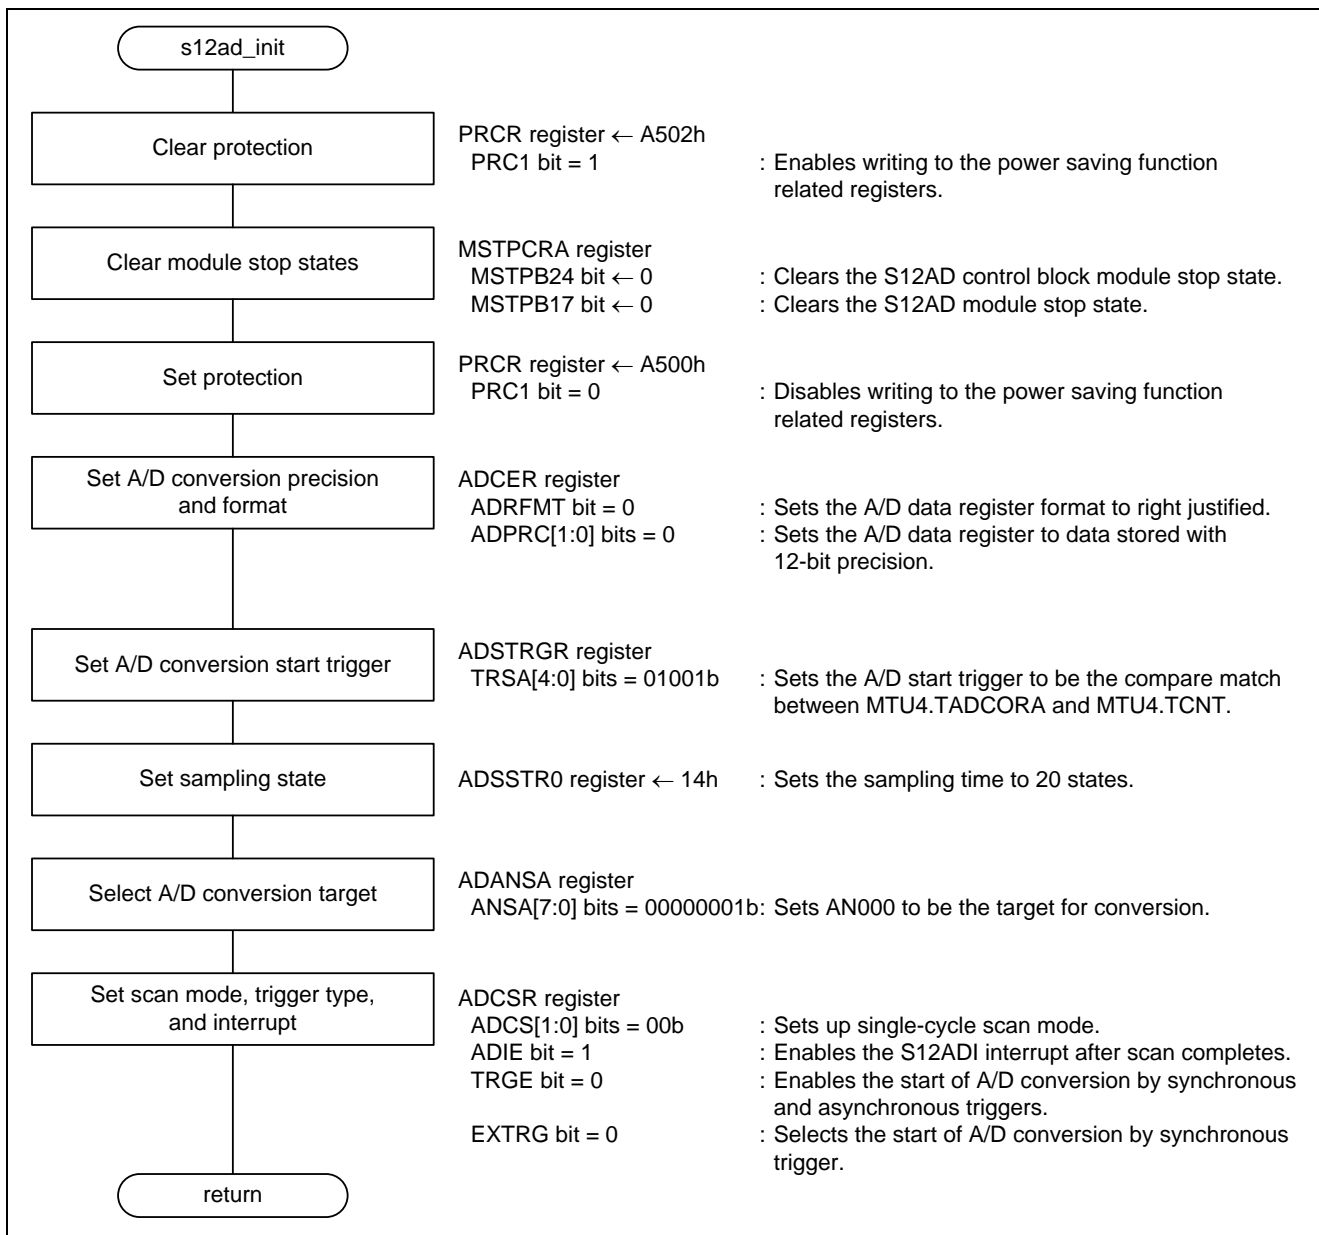 s12ad_init
Clear protection
PRCR register ← A502h
PRC1 bit = 1 : Enables writing to the power saving function
related registers.
Clear module stop states
MSTPCRA register
MSTPB24 bit ← 0 : Clears the S12AD control block module stop state.
MSTPB17 bit ← 0 : Clears the S12AD module stop state.
Set protection
PRCR register ← A500h
PRC1 bit = 0 : Disables writing to the power saving function
related registers.
Set A/D conversion precision
and format
ADCER register
ADRFMT bit = 0 : Sets the A/D data register format to right justified.
ADPRC[1:0] bits = 0 : Sets the A/D data register to data stored with
12-bit precision.
Set A/D conversion start trigger
ADSTRGR register
TRSA[4:0] bits = 01001b : Sets the A/D start trigger to be the compare match
between MTU4.TADCORA and MTU4.TCNT.
Set sampling state
ADSSTR0 register ← 14h : Sets the sampling time to 20 states.
Select A/D conversion target
ADANSA register
ANSA[7:0] bits = 00000001b: Sets AN000 to be the target for conversion.
Set scan mode, trigger type,
and interrupt
ADCSR register
ADCS[1:0] bits = 00b : Sets up single-cycle scan mode.
ADIE bit = 1 : Enables the S12ADI interrupt after scan completes.
TRGE bit = 0 : Enables the start of A/D conversion by synchronous
and asynchronous triggers.
EXTRG bit = 0 : Selects the start of A/D conversion by synchronous
trigger.
return